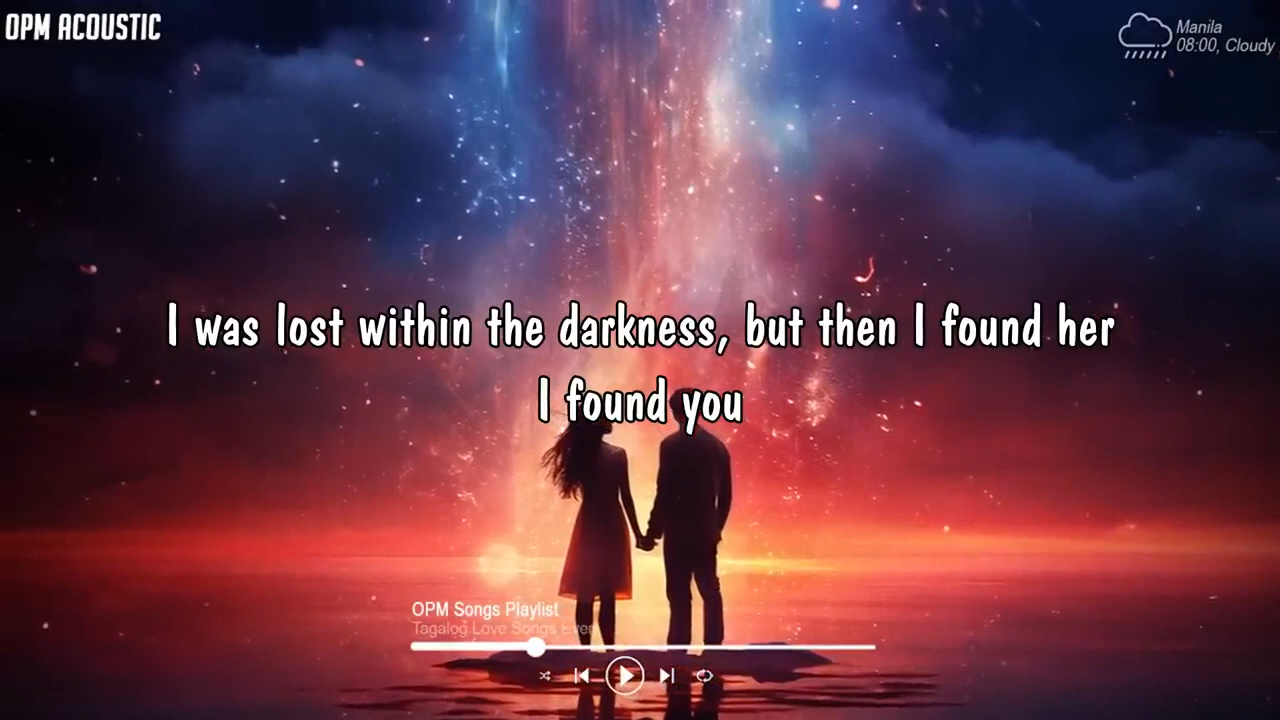 OPM ACOUSTIC
Manila
08:00, Cloudy
I was lost within the darkness, but then I found her
I found you
OPM Songs Playlist
Tagalog Love Songs Ever